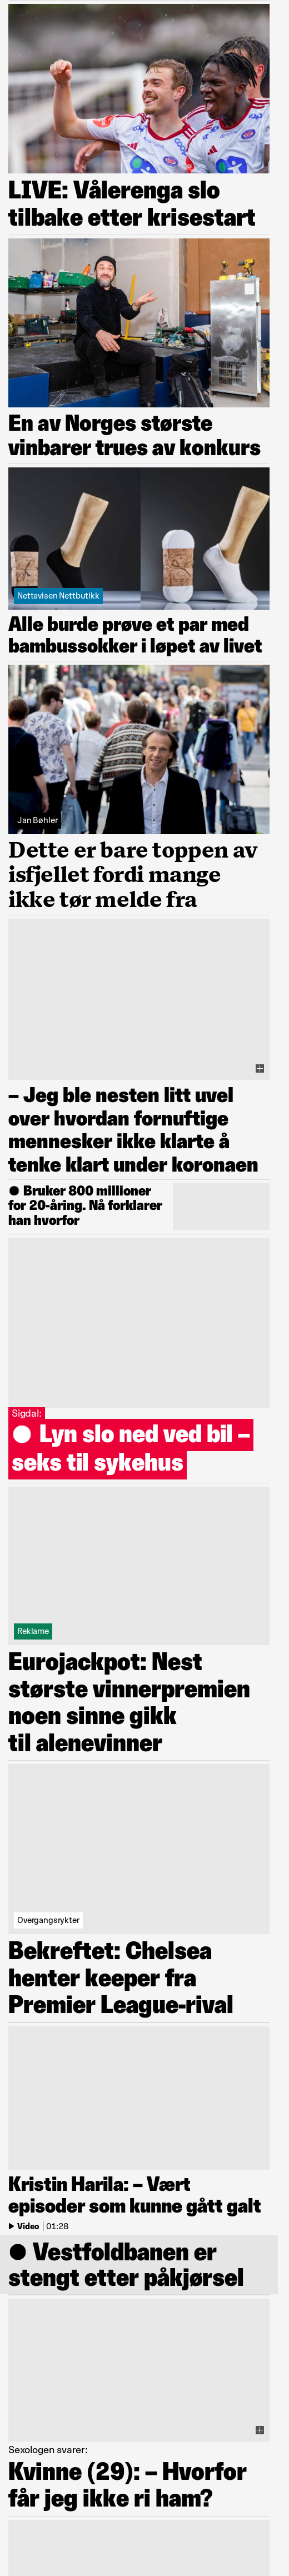 LIVE: Vålerenga slo
tilbake etter krisestart
En av Norges største
vinbarer trues av konkurs
Nettavisen Nettbutikk
Alle burde prøve et par med
bambussokker i løpet av livet
Jan Bøhler
Dette er bare toppen av
isfjellet fordi mange
ikke tør melde fra
– Jeg ble nesten litt uvel
over hvordan fornuftige
mennesker ikke klarte å
tenke klart under koronaen
Bruker 800 millioner
for 20-åring. Nå forklarer
han hvorfor
Sigdal:
Lyn slo ned ved bil –
seks til sykehus
Reklame
Eurojackpot: Nest
største vinnerpremien
noen sinne gikk
til alenevinner
Overgangsrykter
Bekreftet: Chelsea
henter keeper fra
Premier League-rival
Kristin Harila: – Vært
episoder som kunne gått galt
Video | 01:28
Vestfoldbanen er
stengt etter påkjørsel
Sexologen svarer:
Kvinne (29): – Hvorfor
får jeg ikke ri ham?